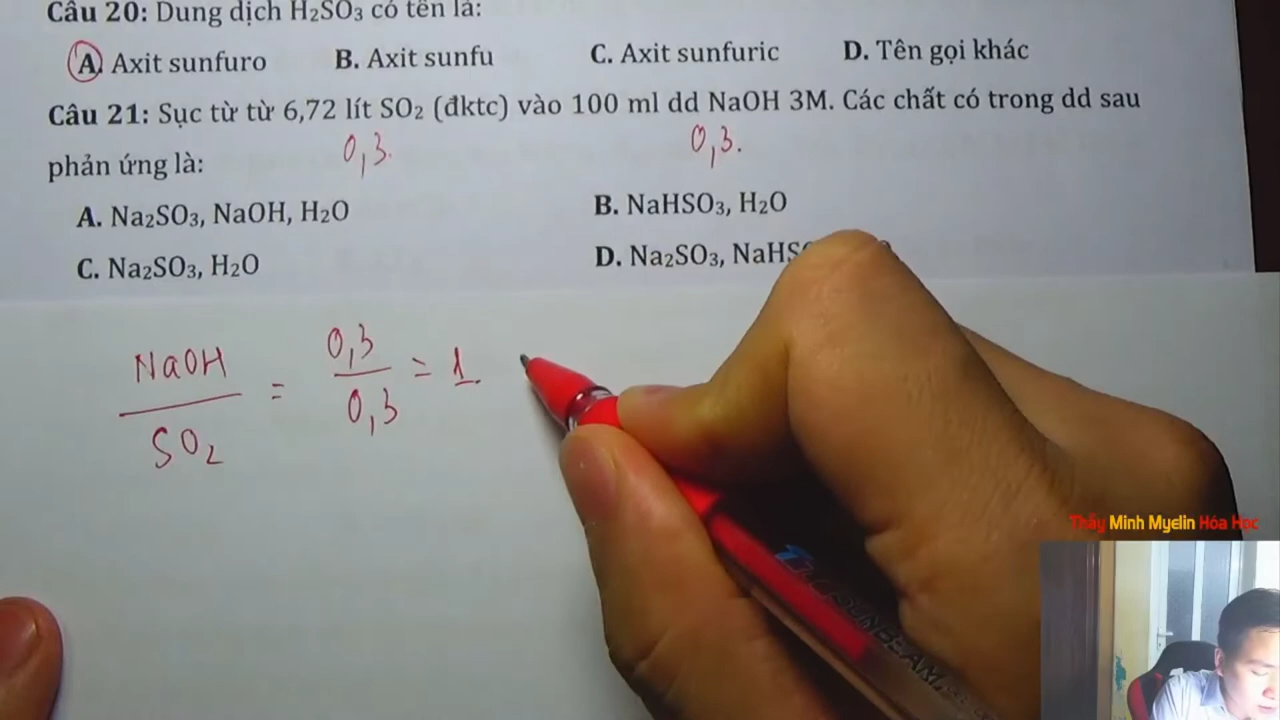 Câu 20: Dung dịch H₂SO₃ có tên là:
A. Axit sunfuro B. Axit sunfu C. Axit sunfuric D. Tên gọi khác
Câu 21: Sục từ từ 6,72 lít SO₂ (đktc) vào 100 ml dd NaOH 3M. Các chất có trong dd sau
0,3. 0,3.
phản ứng là:
A. Na₂SO₃, NaOH, H₂O B. NaHSO₃, H₂O
C. Na₂SO₃, H₂O D. Na₂SO₃,
NaOH / SO₂ = 0,3 / 0,3 = 1.
Thầy Minh Myelin Hóa Học